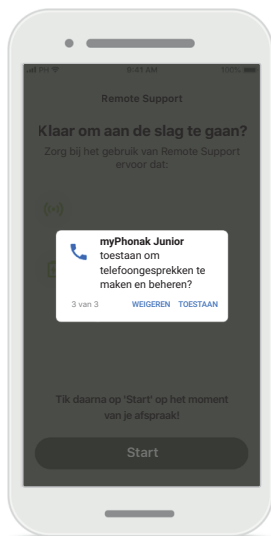 PH 9:41 AM 100%
Remote Support
Klaar om aan de slag te gaan?
Zorg bij het gebruik van Remote Support
ervoor dat:
myPhonak Junior
toestaan om
telefoongesprekken te
maken en beheren?
3 van 3 WEIGEREN TOESTAAN
Tik daarna op 'Start' op het moment
van je afspraak!
Start